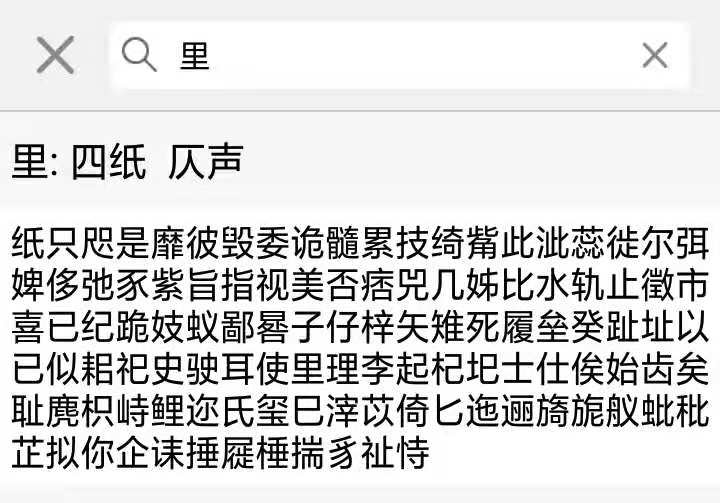 里
里: 四纸 仄声
纸只咫是靡彼毁委诡髓累技绮觜此泚蕊徙尔弭
婢侈弛豕紫旨指视美否痞兕几姊比水轨止徵市
喜已纪跪妓蚁鄙晷子仔梓矢雉死履垒癸趾址以
已似耜祀史驶耳使里理李起杞圯士仕俟始齿矣
耻麂枳峙鲤迩氏玺巳滓苡倚匕迤逦旖旎舣蚍秕
芷拟你企诔捶屣棰揣豸祉恃